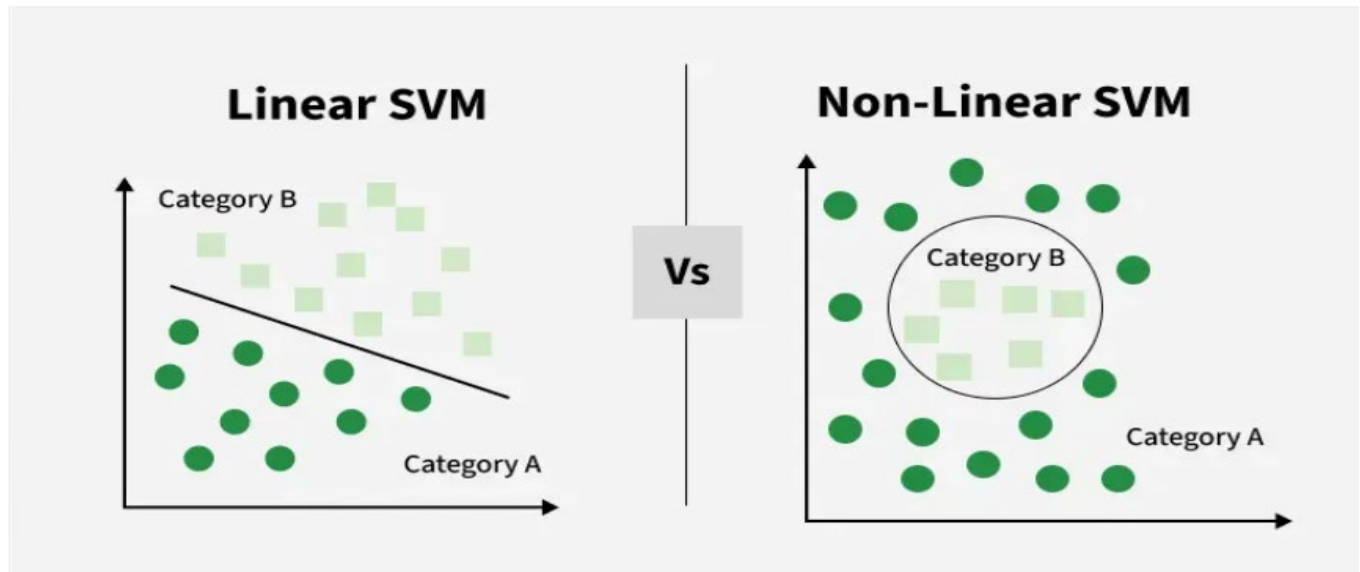 Linear SVM
Category B
Category A
Vs
Non-Linear SVM
Category B
Category A